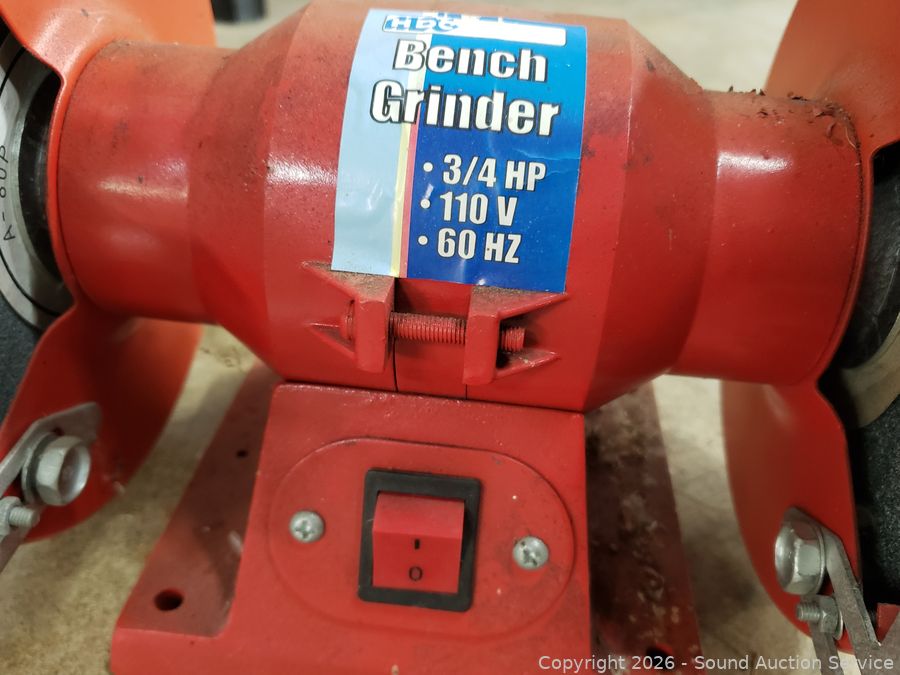 Bench
Grinder
• 3/4 HP
• 110 V
• 60 HZ
I
O
Copyright © 2026 - Sound Auction Service